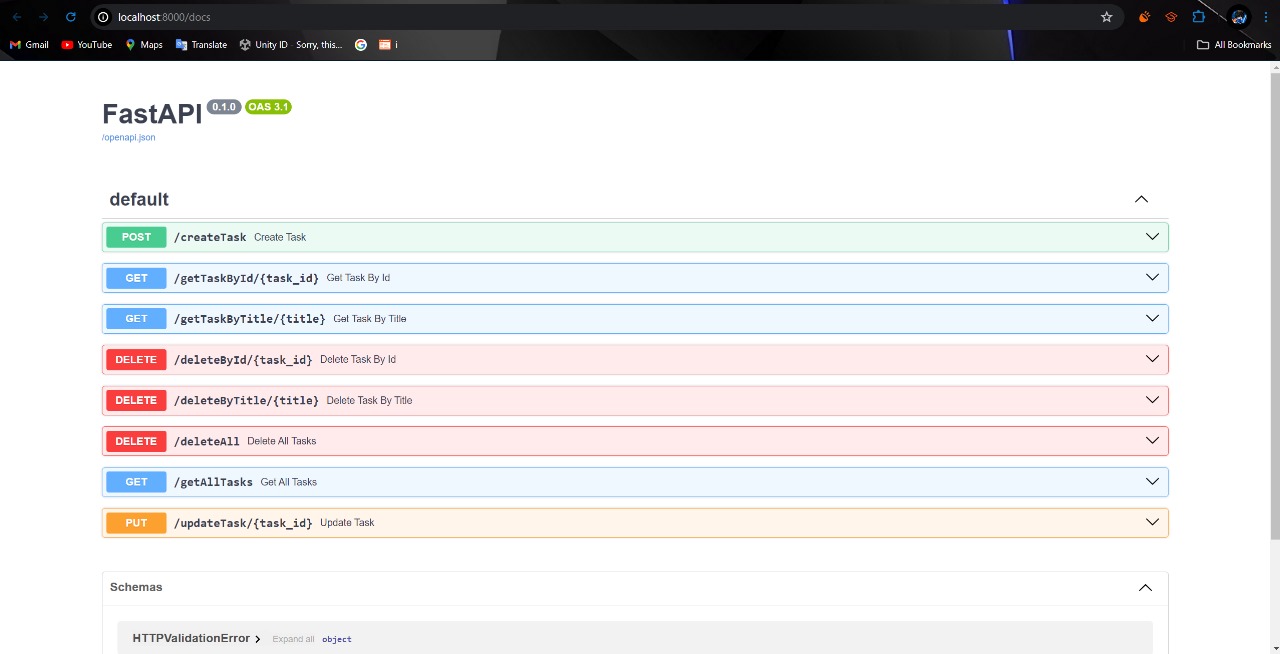 localhost:8000/docs
Gmail YouTube Maps Translate Unity ID Sorry, this... i All Bookmarks
FastAPI 0.1.0 OAS 3.1
/openapi.json
default
POST /createTask Create Task
GET /getTaskById/{task_id} Get Task By Id
GET /getTaskByTitle/{title} Get Task By Title
DELETE /deleteById/{task_id} Delete Task By Id
DELETE /deleteByTitle/{title} Delete Task By Title
DELETE /deleteAll Delete All Tasks
GET /getAllTasks Get All Tasks
PUT /updateTask/{task_id} Update Task
Schemas
HTTPValidationError Expand all object